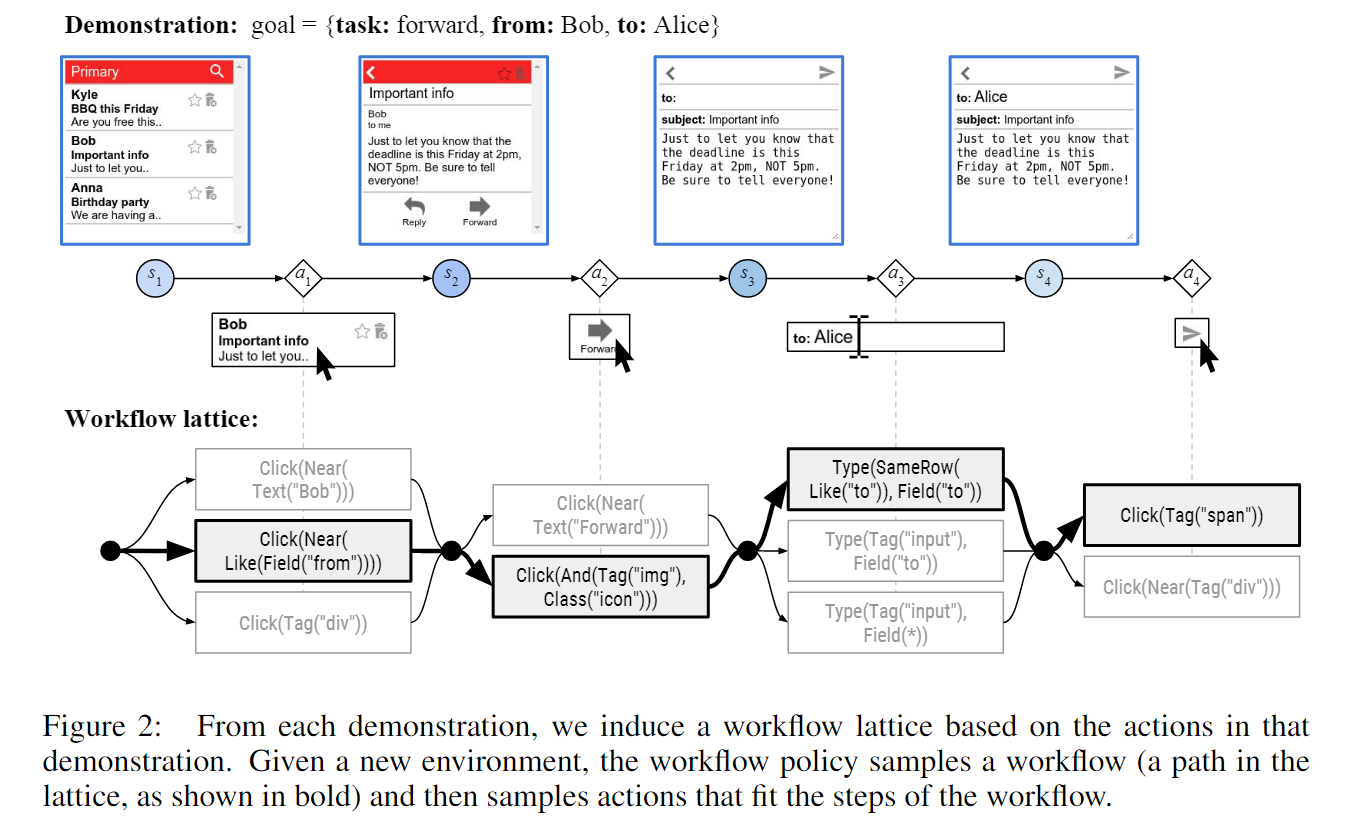 Demonstration: goal = {task: forward, from: Bob, to: Alice}
Primary
Kyle
BBQ this Friday
Are you free this..
Bob
Important info
Just to let you..
Anna
Birthday party
We are having a..
Important info
Bob
to me
Just to let you know that the
deadline is this Friday at 2pm,
NOT 5pm. Be sure to tell
everyone!
Reply Forward
to:
subject: Important info
Just to let you know that
the deadline is this
Friday at 2pm, NOT 5pm.
Be sure to tell everyone!
to: Alice
subject: Important info
Just to let you know that
the deadline is this
Friday at 2pm, NOT 5pm.
Be sure to tell everyone!
s1 a1 s2 a2 s3 a3 s4 a4
Bob
Important info
Just to let you..
Forward
to: Alice
Workflow lattice:
Click(Near(
Text("Bob")))
Click(Near(
Like(Field("from"))))
Click(Tag("div"))
Click(Near(
Text("Forward")))
Click(And(Tag("img"),
Class("icon")))
Type(SameRow(
Like("to")), Field("to"))
Type(Tag("input"),
Field("to"))
Type(Tag("input"),
Field(*))
Click(Tag("span"))
Click(Near(Tag("div")))
Figure 2: From each demonstration, we induce a workflow lattice based on the actions in that
demonstration. Given a new environment, the workflow policy samples a workflow (a path in the
lattice, as shown in bold) and then samples actions that fit the steps of the workflow.